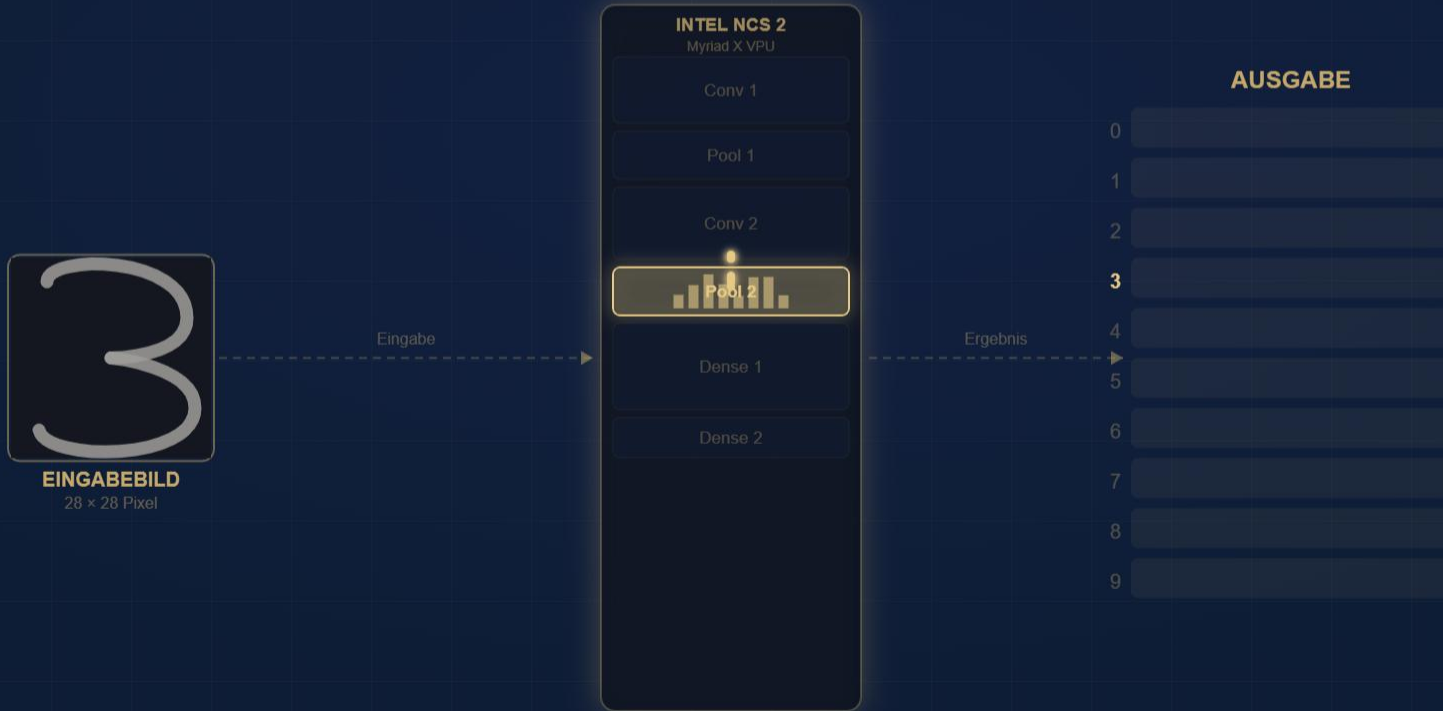 INTEL NCS 2
Myriad X VPU
Conv 1
Pool 1
Conv 2
Pool 2
Dense 1
Dense 2
3
EINGABEBILD
28 × 28 Pixel
Eingabe
Ergebnis
AUSGABE
0
1
2
3
4
5
6
7
8
9